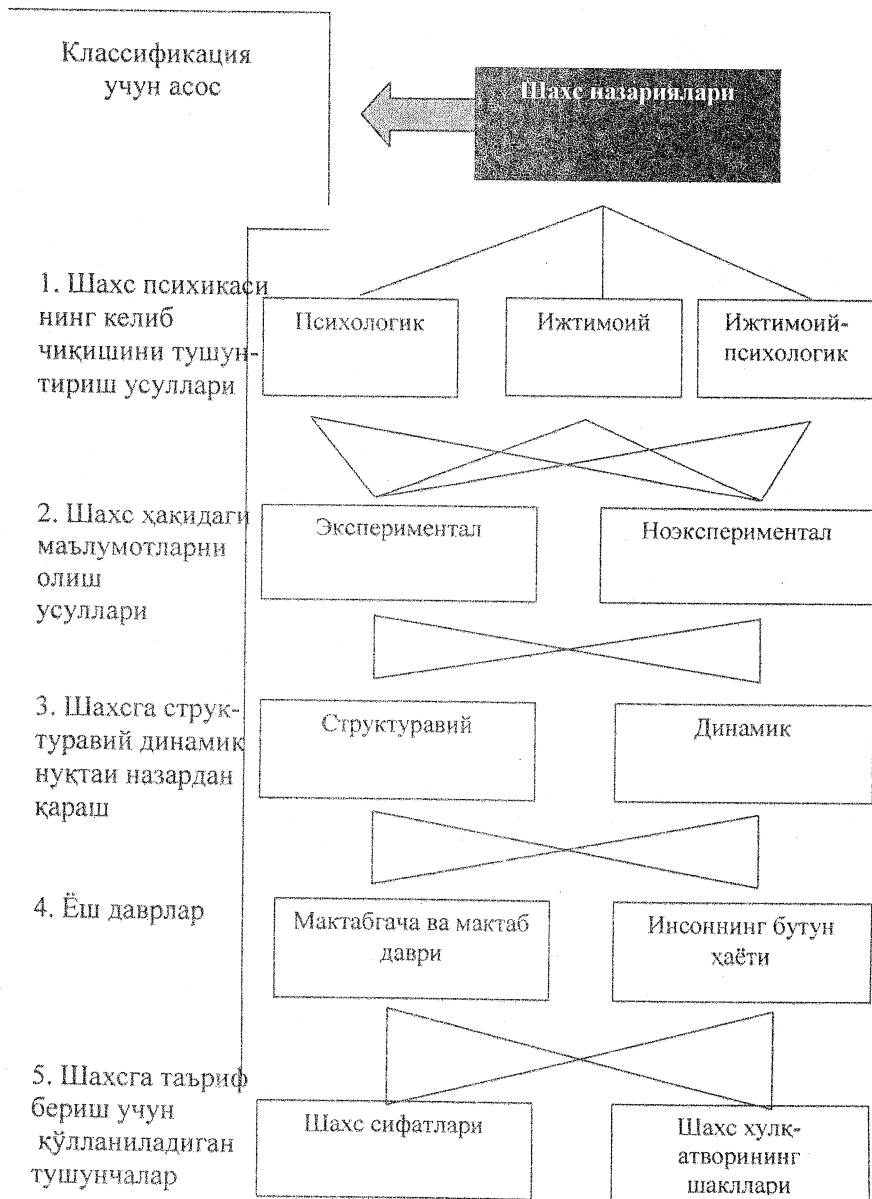 Классификация
учун асос
Шахс назариялари
1. Шахс психикаси
нинг келиб
чиқишини тушун-
тириш усуллари
Психологик
Ижтимоий
Ижтимоий-
психологик
2. Шахс ҳақидаги
маълумотларни
олиш
усуллари
Экспериментал
Ноэкспериментал
3. Шахсга струк-
туравий динамик
нуқтаи назардан
қараш
Структуравий
Динамик
4. Ёш даврлар
Мактабгача ва мактаб
даври
Инсоннинг бутун
ҳаёти
5. Шахсга таъриф
бериш учун
қўлланиладиган
тушунчалар
Шахс сифатлари
Шахс хулқ-
атворининг
шакллари